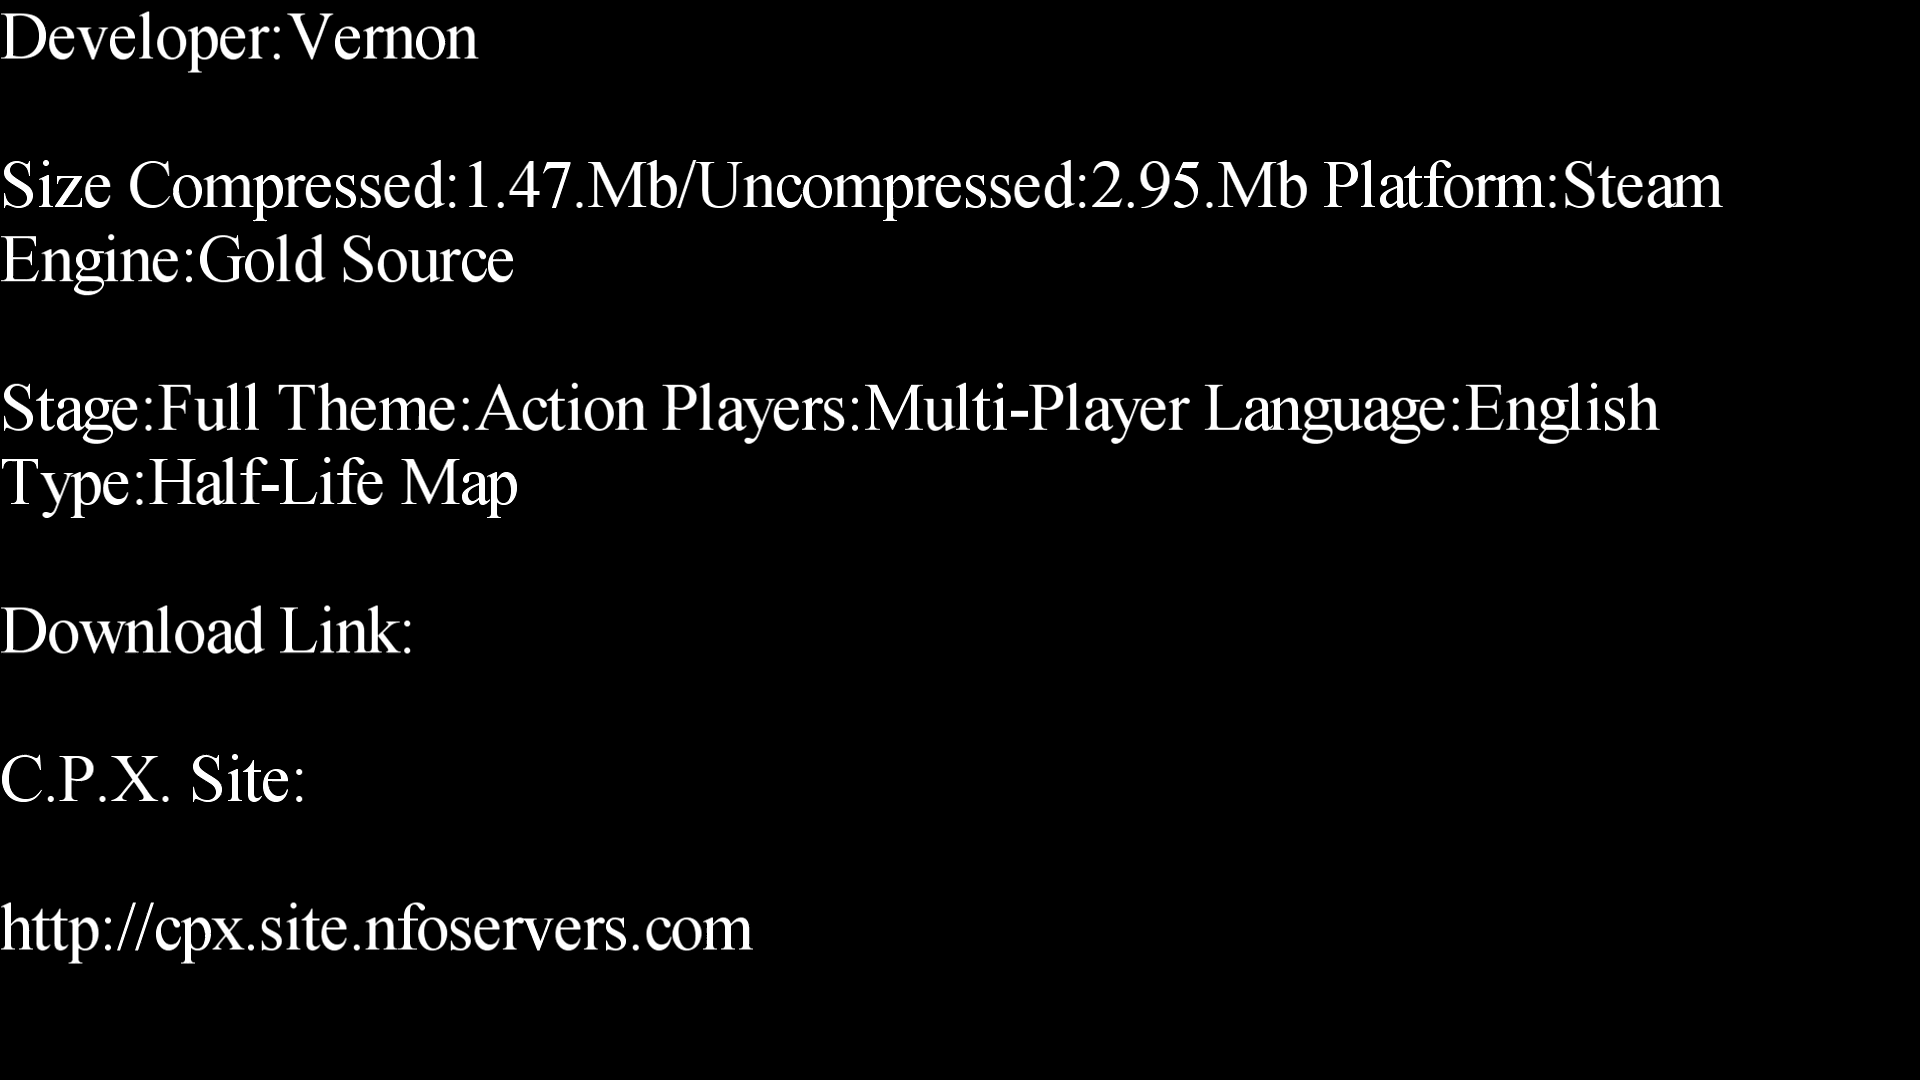 Developer:Vernon
Size Compressed:1.47.Mb/Uncompressed:2.95.Mb Platform:Steam
Engine:Gold Source
Stage:Full Theme:Action Players:Multi-Player Language:English
Type:Half-Life Map
Download Link:
C.P.X. Site:
http://cpx.site.nfoservers.com